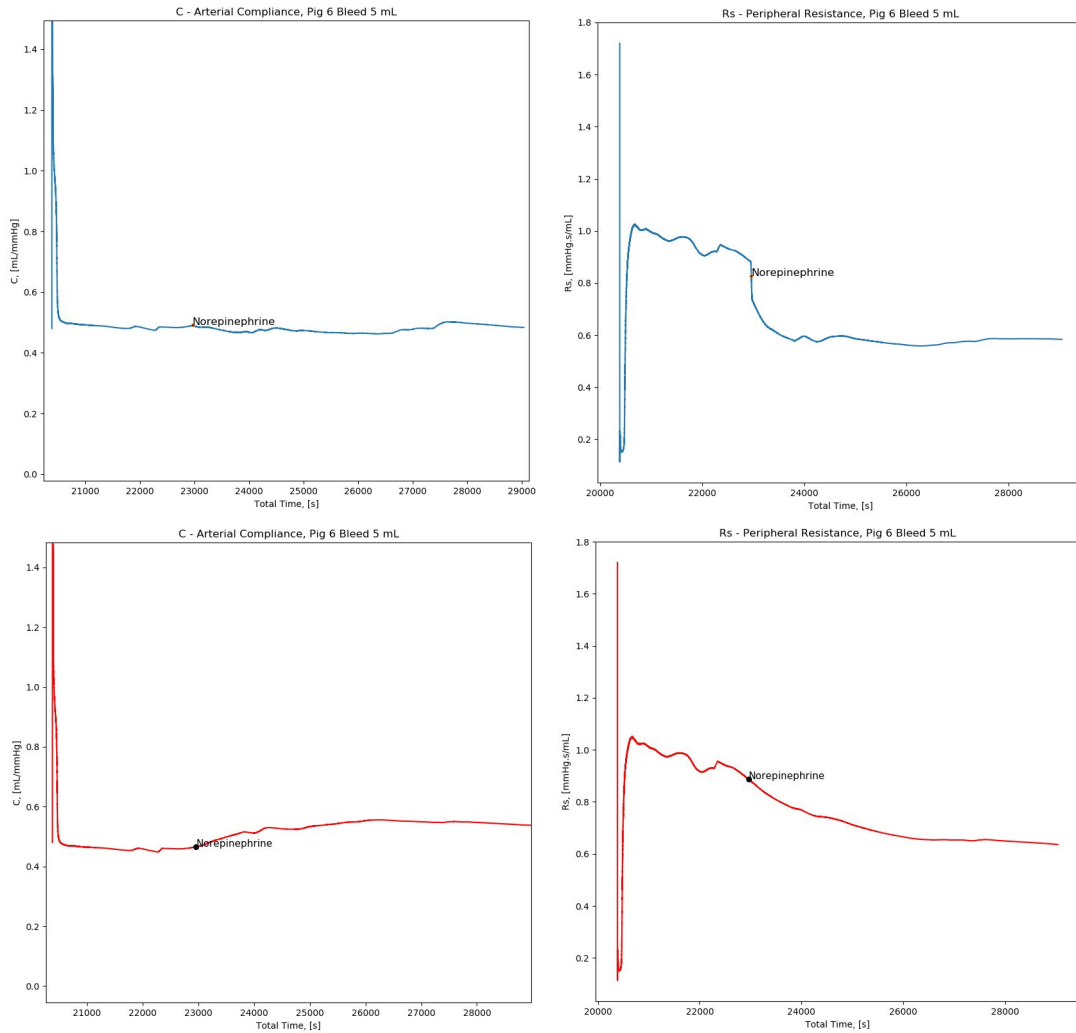 C - Arterial Compliance, Pig 6 Bleed 5 mL
C, [mL/mmHg]
1.4
1.2
1.0
0.8
0.6
0.4
0.2
0.0
Norepinephrine
21000 22000 23000 24000 25000 26000 27000 28000 29000
Total Time, [s]
Rs - Peripheral Resistance, Pig 6 Bleed 5 mL
Rs, [mmHg.s/mL]
1.8
1.6
1.4
1.2
1.0
0.8
0.6
0.4
0.2
Norepinephrine
20000 22000 24000 26000 28000
Total Time, [s]
C - Arterial Compliance, Pig 6 Bleed 5 mL
C, [mL/mmHg]
1.4
1.2
1.0
0.8
0.6
0.4
0.2
0.0
Norepinephrine
21000 22000 23000 24000 25000 26000 27000 28000
Total Time, [s]
Rs - Peripheral Resistance, Pig 6 Bleed 5 mL
Rs, [mmHg.s/mL]
1.8
1.6
1.4
1.2
1.0
0.8
0.6
0.4
0.2
Norepinephrine
20000 22000 24000 26000 28000
Total Time, [s]